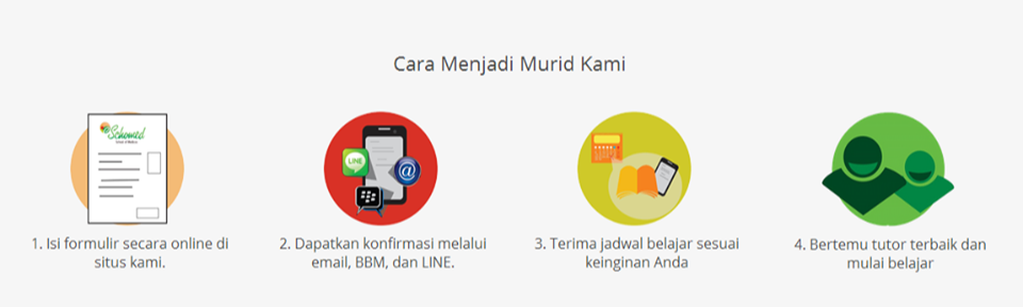 Cara Menjadi Murid Kami
Schomed
LINE
@
1. Isi formulir secara online di
situs kami.
2. Dapatkan konfirmasi melalui
email, BBM, dan LINE.
3. Terima jadwal belajar sesuai
keinginan Anda
4. Bertemu tutor terbaik dan
mulai belajar